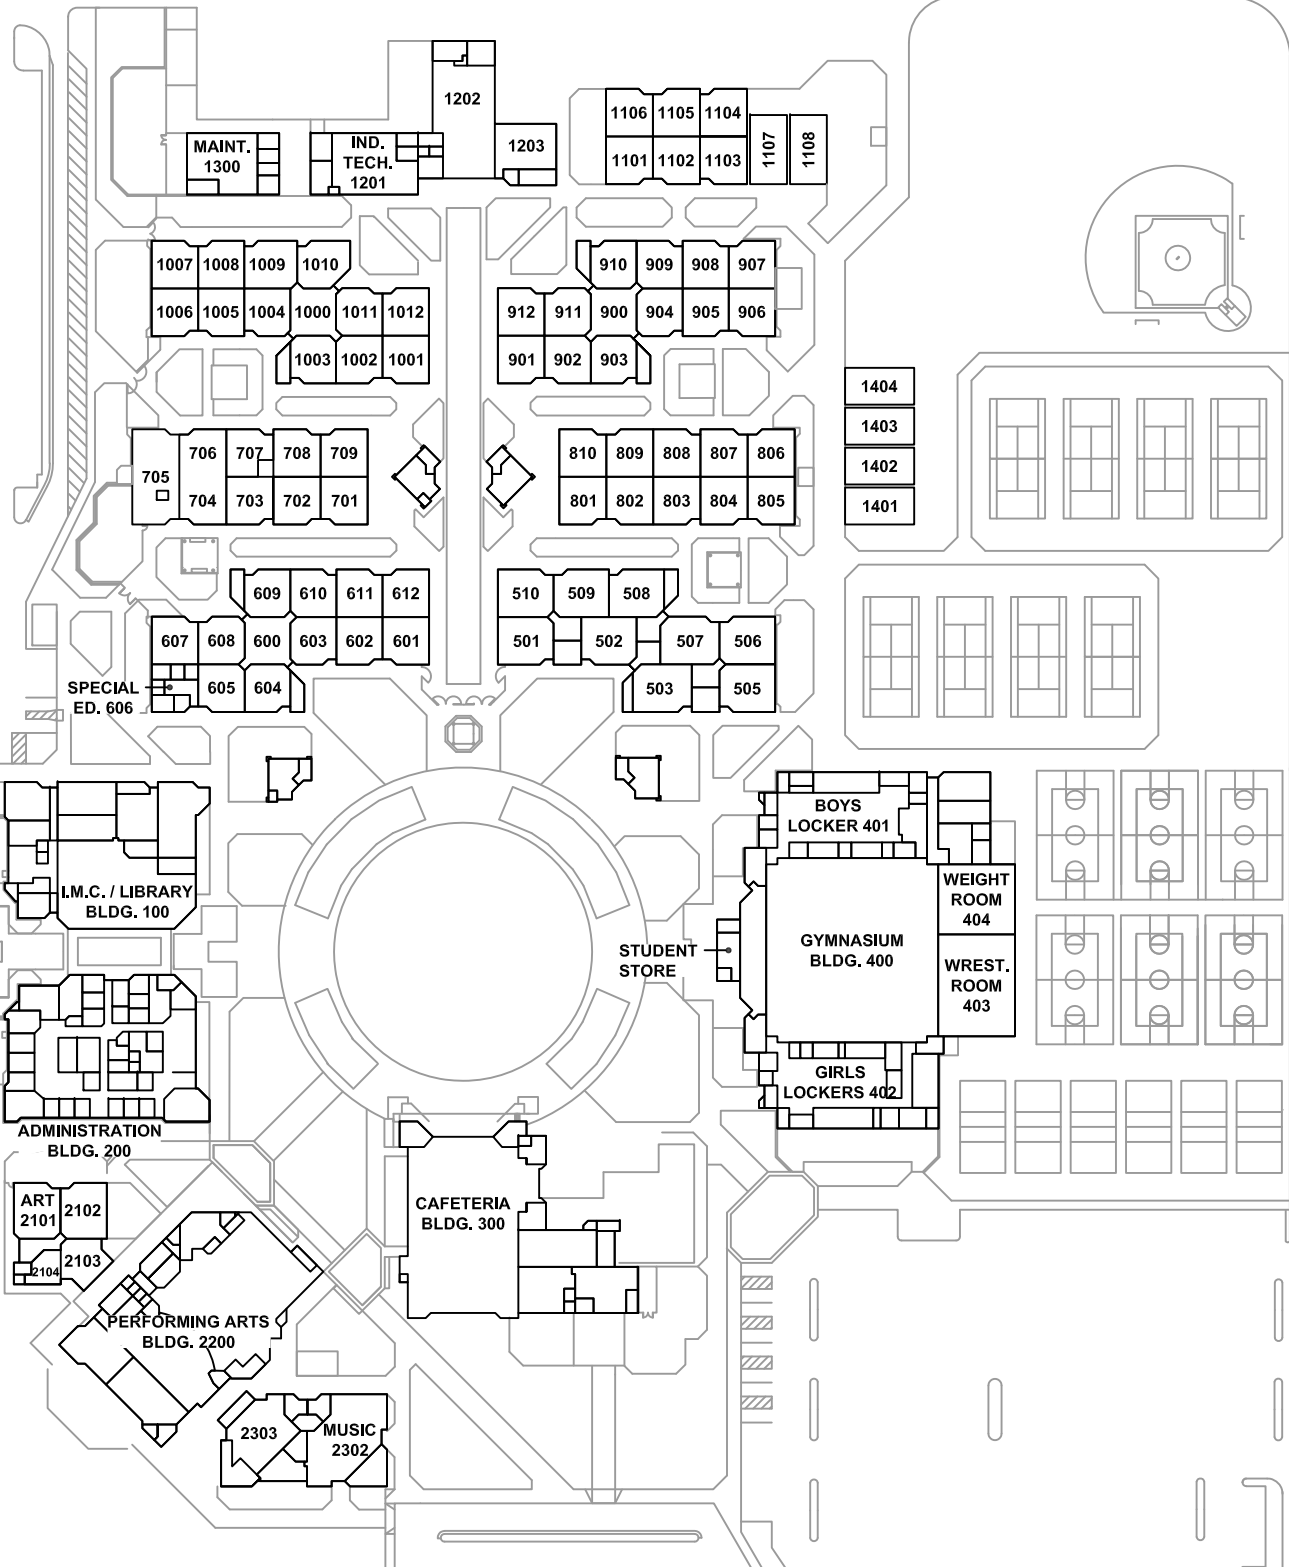 1202
1106 1105 1104
MAINT.
1300
IND.
TECH.
1201
1203
1101 1102 1103
1107
1108
1007 1008 1009 1010
910 909 908 907
1006 1005 1004 1000 1011 1012
912 911 900 904 905 906
1003 1002 1001
901 902 903
1404
1403
1402
1401
705
706 707 708 709
704 703 702 701
810 809 808 807 806
801 802 803 804 805
609 610 611 612
510 509 508
607 608 600 603 602 601
501 502 507 506
SPECIAL
ED. 606
605 604
503 505
BOYS
LOCKER 401
I.M.C. / LIBRARY
BLDG. 100
WEIGHT
ROOM
404
STUDENT
STORE
GYMNASIUM
BLDG. 400
WREST.
ROOM
403
GIRLS
LOCKERS 402
ADMINISTRATION
BLDG. 200
ART
2101
2102
2103
2104
CAFETERIA
BLDG. 300
PERFORMING ARTS
BLDG. 2200
2303
MUSIC
2302